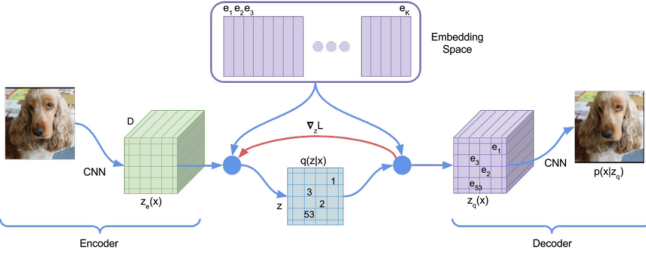 e1 e2 e3
eK
Embedding
Space
D
∇zL
q(z|x)
CNN
ze(x)
z
1
3
2
53
e1
e3
e2
e53
zq(x)
CNN
p(x|zq)
Encoder
Decoder